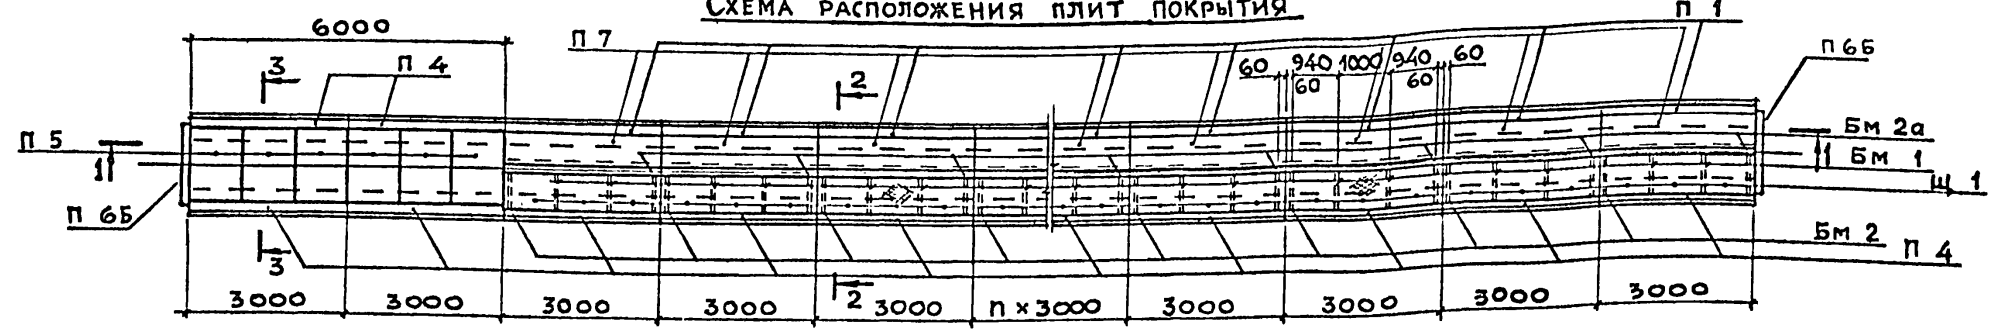 Схема расположения плит покрытия
6000
П 7
П 1
3
П 4
2
60 940 1000 940 60
60 60
П 6Б
П 5
1
Бм 2а
1
Бм 1
Щ 1
П 6Б
Бм 2
П 4
3
2
3000 3000 3000 3000 3000 п × 3000 3000 3000 3000 3000